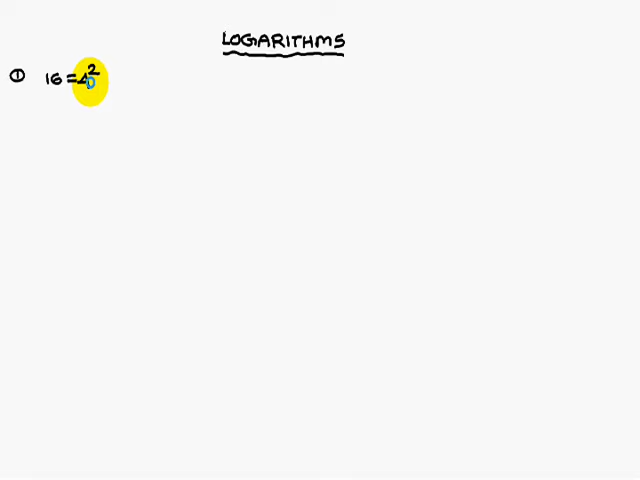 LOGARITHMS
① 16 = 4²